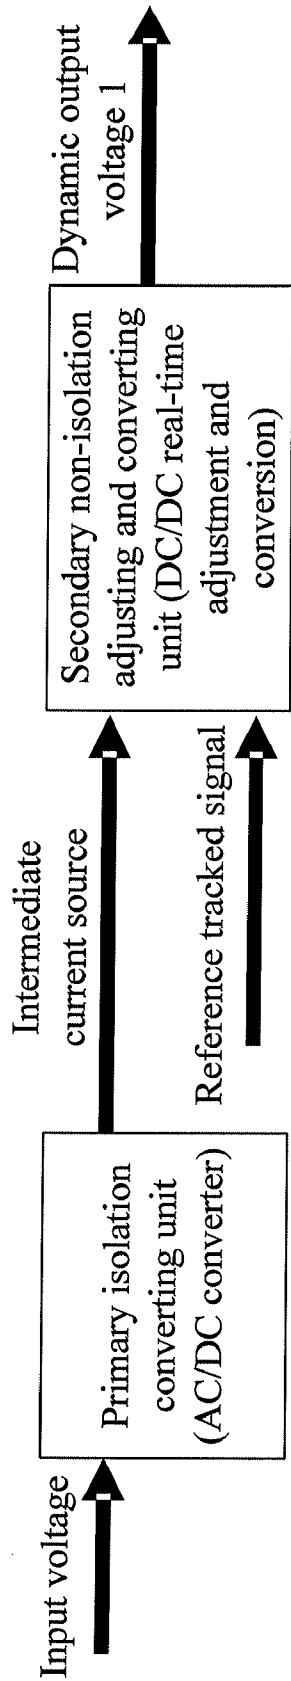 Input voltage
Primary isolation
converting unit
(AC/DC converter)
Intermediate
current source
Reference tracked signal
Secondary non-isolation
adjusting and converting
unit (DC/DC real-time
adjustment and
conversion)
Dynamic output
voltage 1